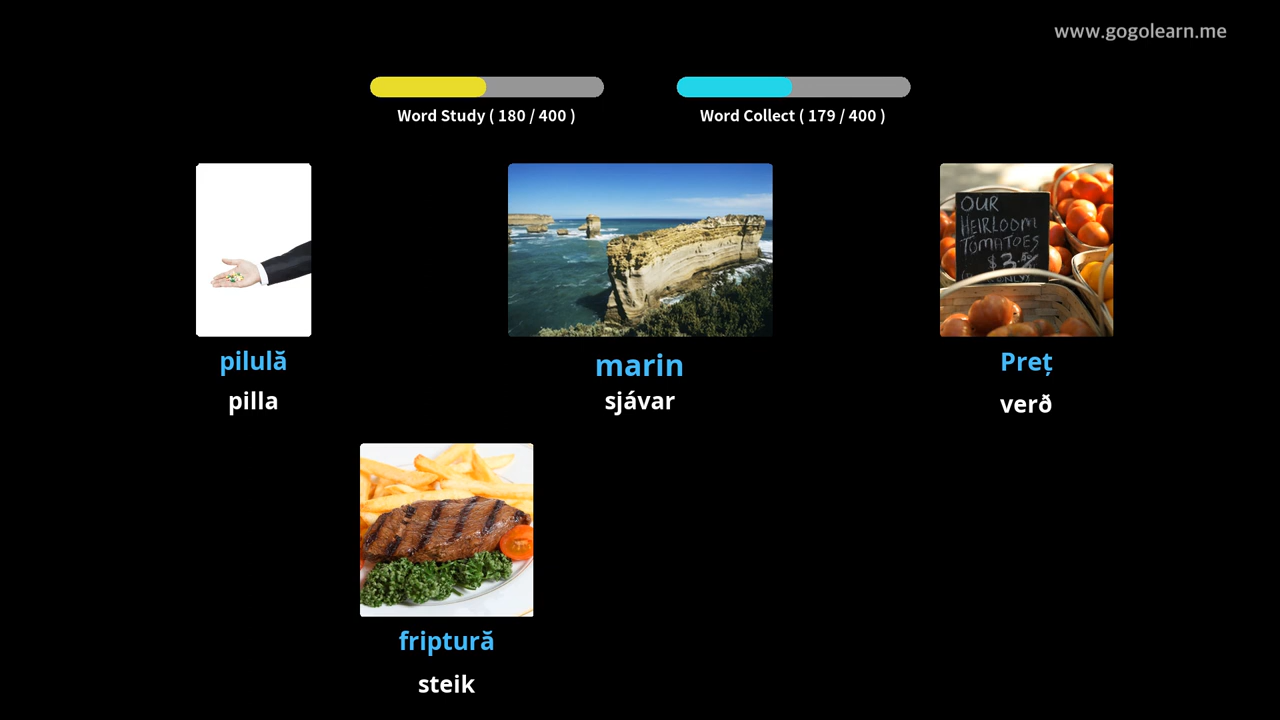 www.gogolearn.me
Word Study ( 180 / 400 )
Word Collect ( 179 / 400 )
OUR
HEIRLOOM
TOMATOES
pilulă
pilla
marin
sjávar
Preț
verð
friptură
steik